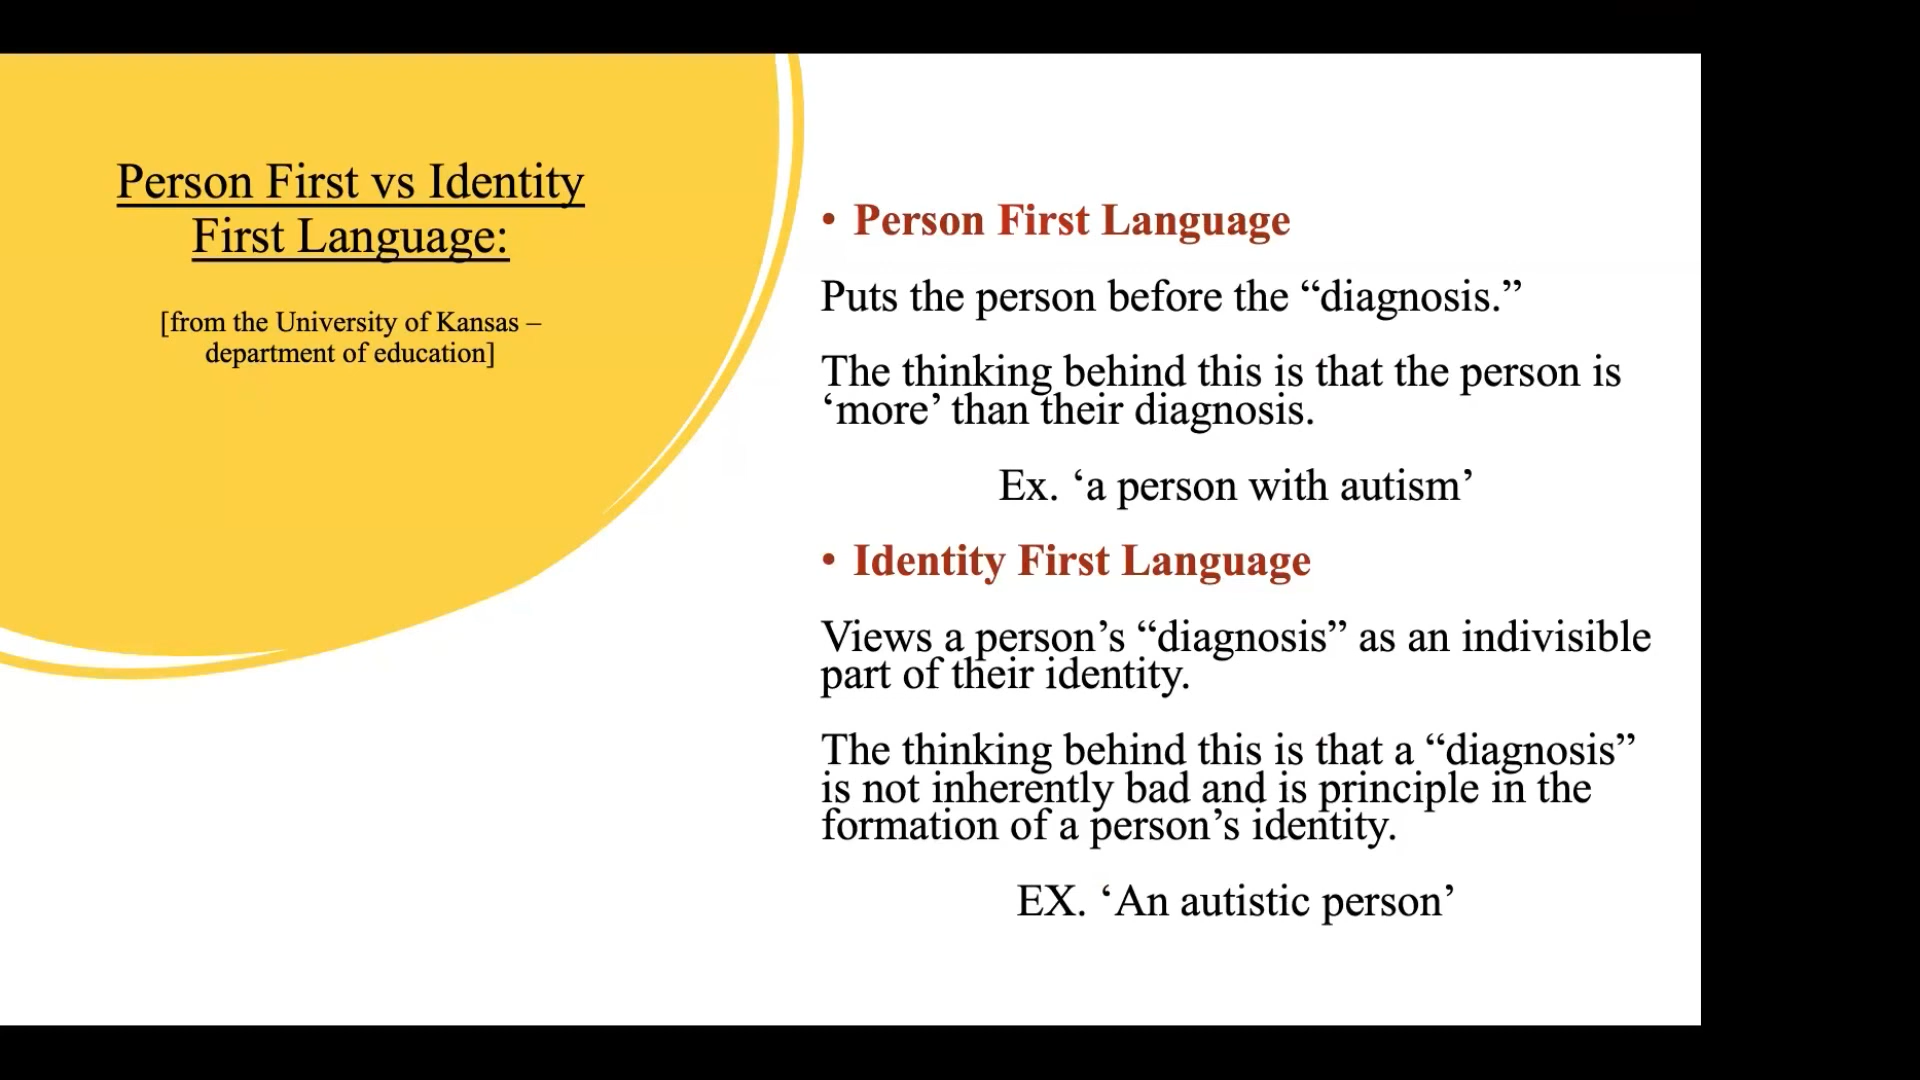 Person First vs Identity
First Language:
[from the University of Kansas –
department of education]
• Person First Language
Puts the person before the “diagnosis.”
The thinking behind this is that the person is
‘more’ than their diagnosis.
Ex. ‘a person with autism’
• Identity First Language
Views a person’s “diagnosis” as an indivisible
part of their identity.
The thinking behind this is that a “diagnosis”
is not inherently bad and is principle in the
formation of a person’s identity.
EX. ‘An autistic person’